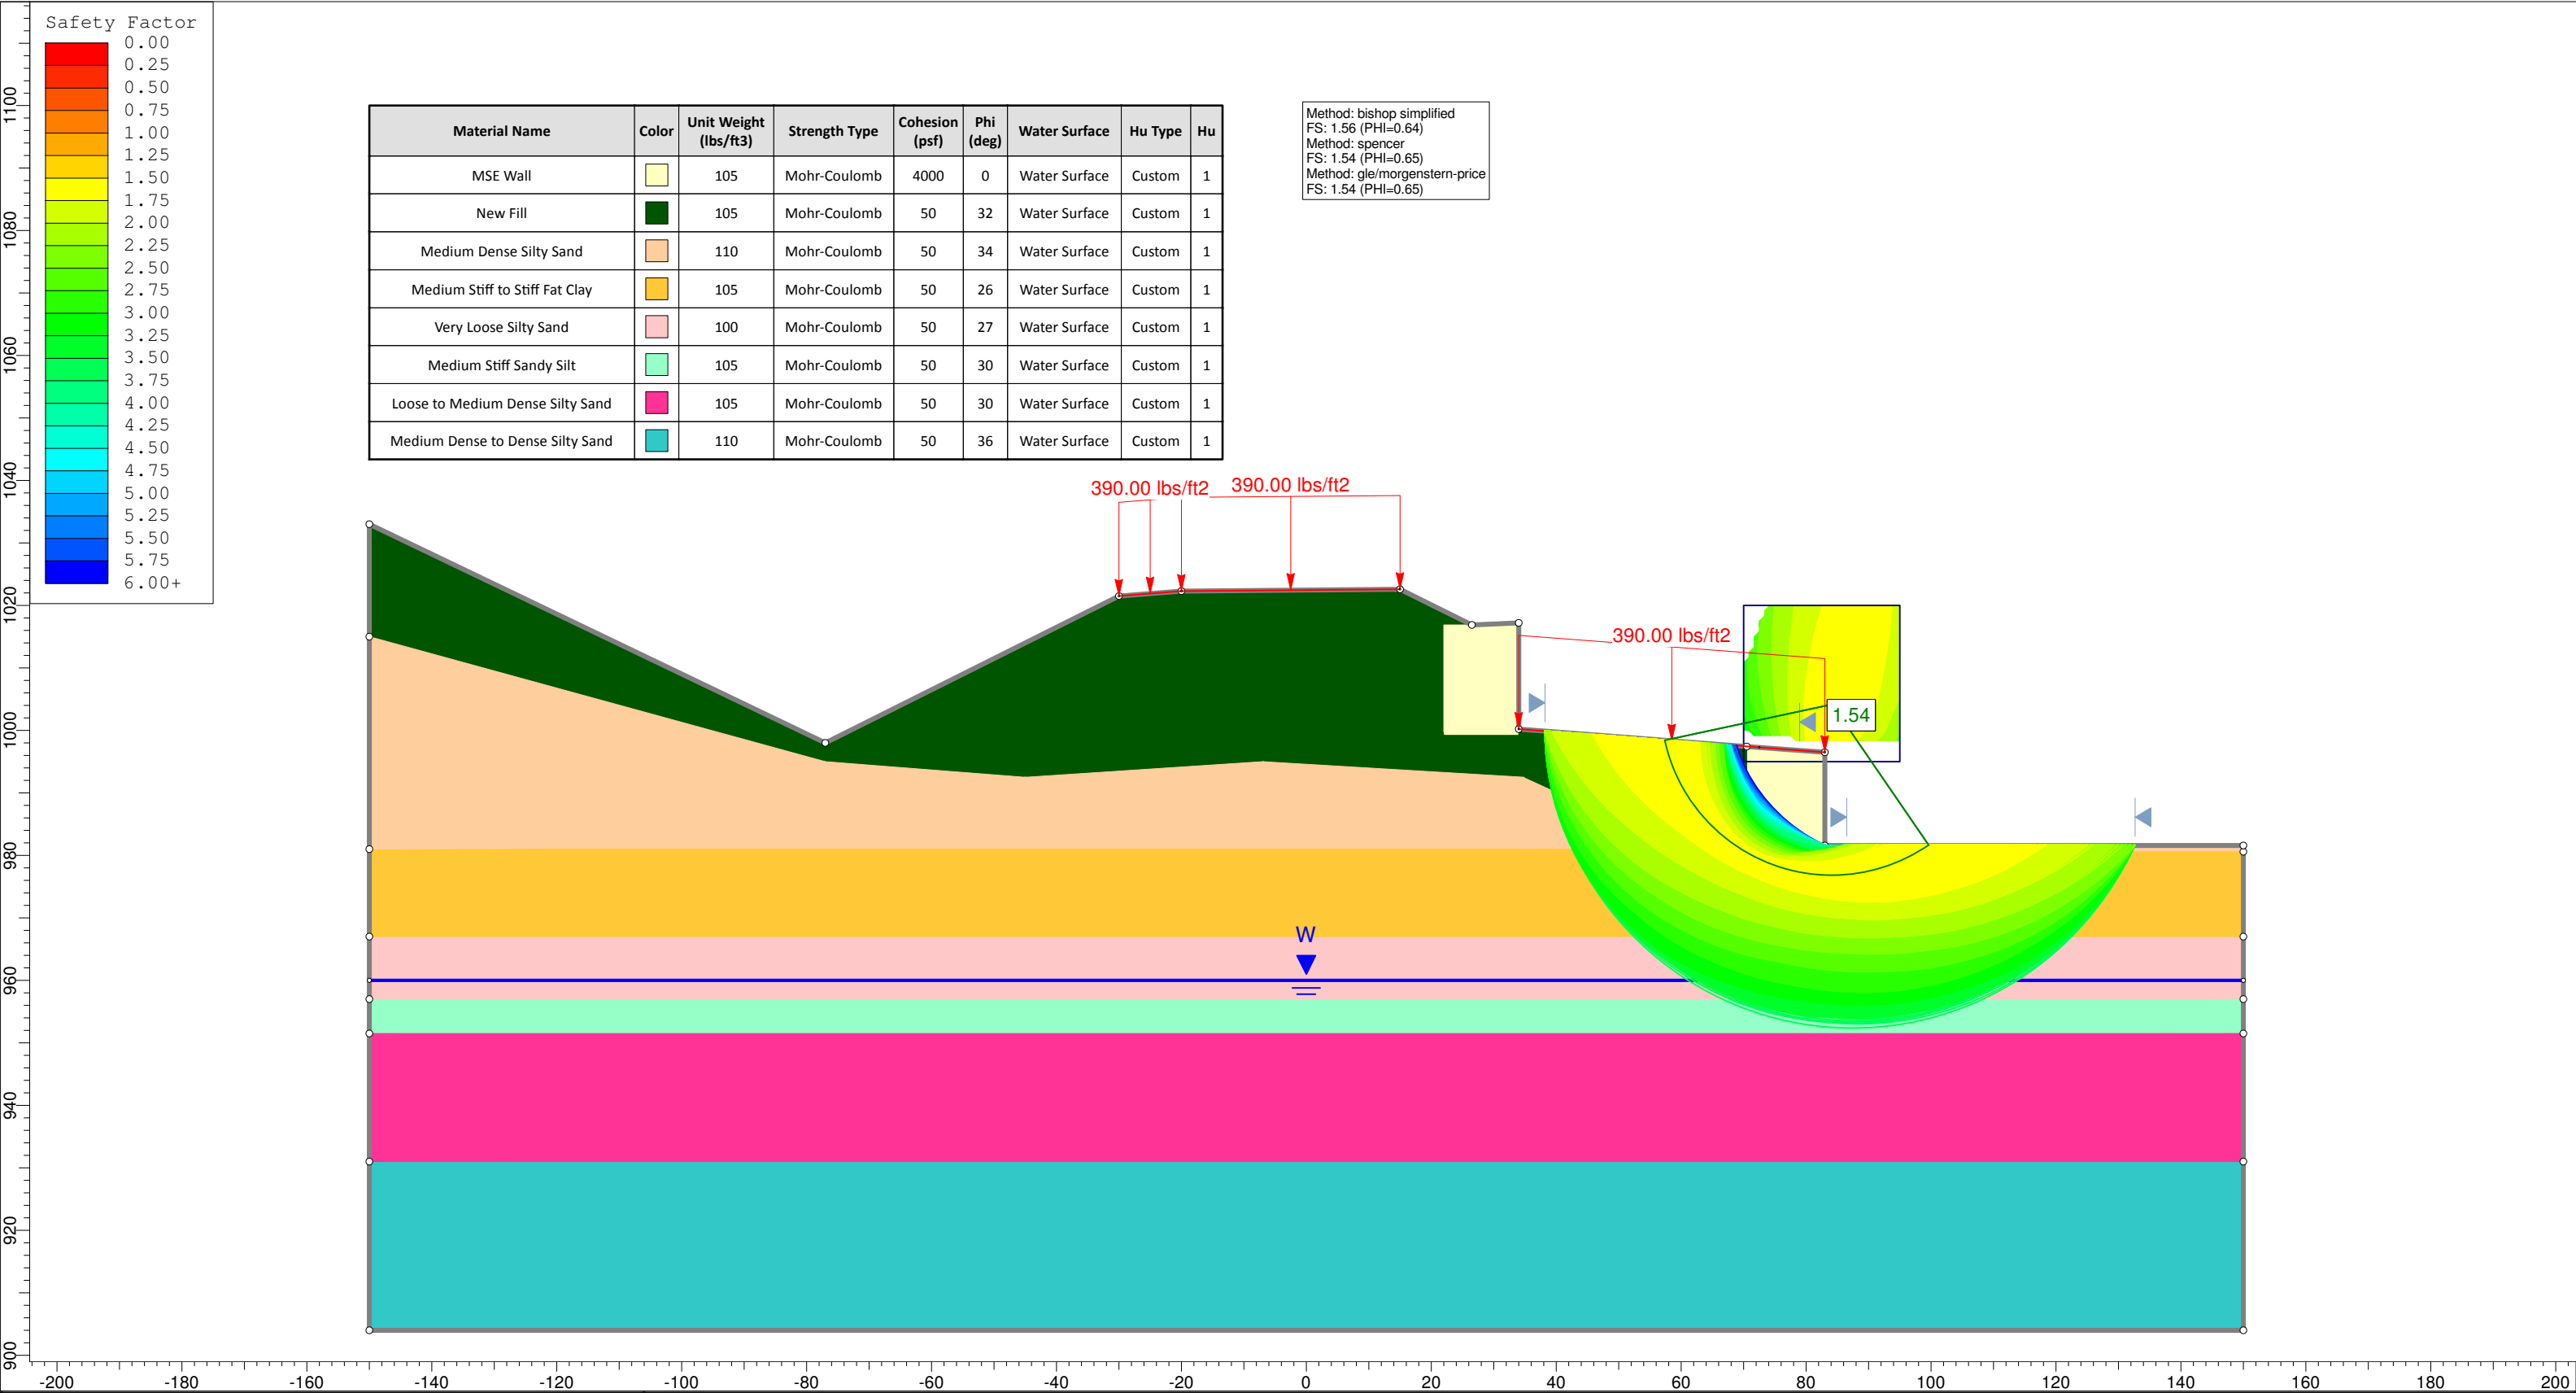 Safety Factor
0.00
0.25
0.50
0.75
1.00
1.25
1.50
1.75
2.00
2.25
2.50
2.75
3.00
3.25
3.50
3.75
4.00
4.25
4.50
4.75
5.00
5.25
5.50
5.75
6.00+
Material Name Color Unit Weight (lbs/ft3) Strength Type Cohesion (psf) Phi (deg) Water Surface Hu Type Hu
MSE Wall 105 Mohr-Coulomb 4000 0 Water Surface Custom 1
New Fill 105 Mohr-Coulomb 50 32 Water Surface Custom 1
Medium Dense Silty Sand 110 Mohr-Coulomb 50 34 Water Surface Custom 1
Medium Stiff to Stiff Fat Clay 105 Mohr-Coulomb 50 26 Water Surface Custom 1
Very Loose Silty Sand 100 Mohr-Coulomb 50 27 Water Surface Custom 1
Medium Stiff Sandy Silt 105 Mohr-Coulomb 50 30 Water Surface Custom 1
Loose to Medium Dense Silty Sand 105 Mohr-Coulomb 50 30 Water Surface Custom 1
Medium Dense to Dense Silty Sand 110 Mohr-Coulomb 50 36 Water Surface Custom 1
Method: bishop simplified
FS: 1.56 (PHI=0.64)
Method: spencer
FS: 1.54 (PHI=0.65)
Method: gle/morgenstern-price
FS: 1.54 (PHI=0.65)
390.00 lbs/ft2 390.00 lbs/ft2
390.00 lbs/ft2
1.54
W
1100
1080
1060
1040
1020
1000
980
960
940
920
900
-200 -180 -160 -140 -120 -100 -80 -60 -40 -20 0 20 40 60 80 100 120 140 160 180 200